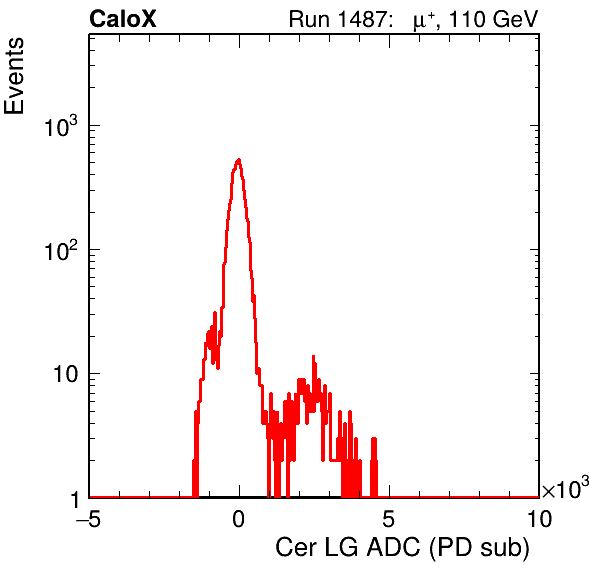 CaloX Run 1487: μ⁺, 110 GeV
Events
10³
10²
10
1
−5 0 5 10
×10³
Cer LG ADC (PD sub)